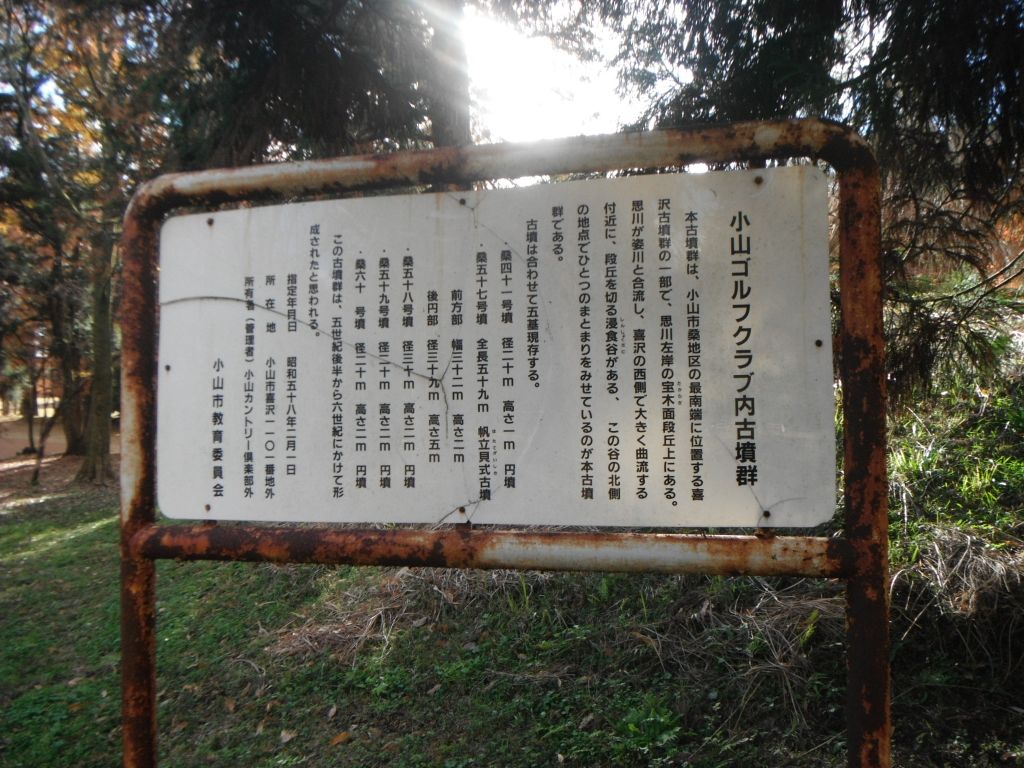 小山ゴルフクラブ内古墳群
本古墳群は、小山市桑地区の最南端に位置する喜
沢古墳群の一部で、思川左岸の宝木面段丘上にある。
思川が姿川と合流し、喜沢の西側で大きく曲流する
付近に、段丘を切る浸食谷がある、この谷の北側
の地点でひとつのまとまりをみせているのが本古墳
群である。
古墳は合わせて五基現存する。
桑四十一号墳 径二十m 高さ一m 円墳
・桑五十七号墳 全長五十九m 帆立貝式古墳
前方部 幅三十二m 高さ二m
後円部 径三十九m 高さ五m
・桑五十八号墳 径三十m 高さ二m 円墳
・桑五十九号墳 径二十m 高さ二m 円墳
・桑六十 号墳 径二十m 高さ二m 円墳
この古墳群は、五世紀後半から六世紀にかけて形
成されたと思われる。
指定年月日 昭和五十八年二月一日
所在地 小山市喜沢一一〇一番地外
所有者(管理者)小山カントリー倶楽部外
小山市教育委員会